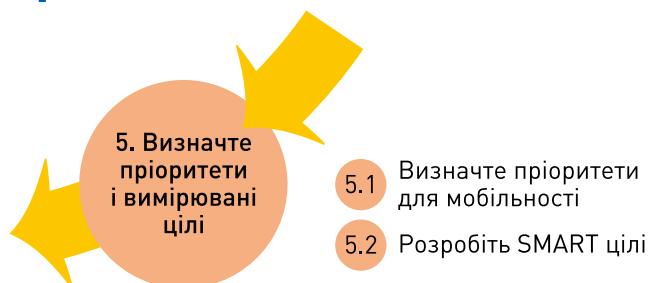 5. Визначте
пріоритети
і вимірювані
цілі
5.1 Визначте пріоритети
для мобільності
5.2 Розробіть SMART цілі